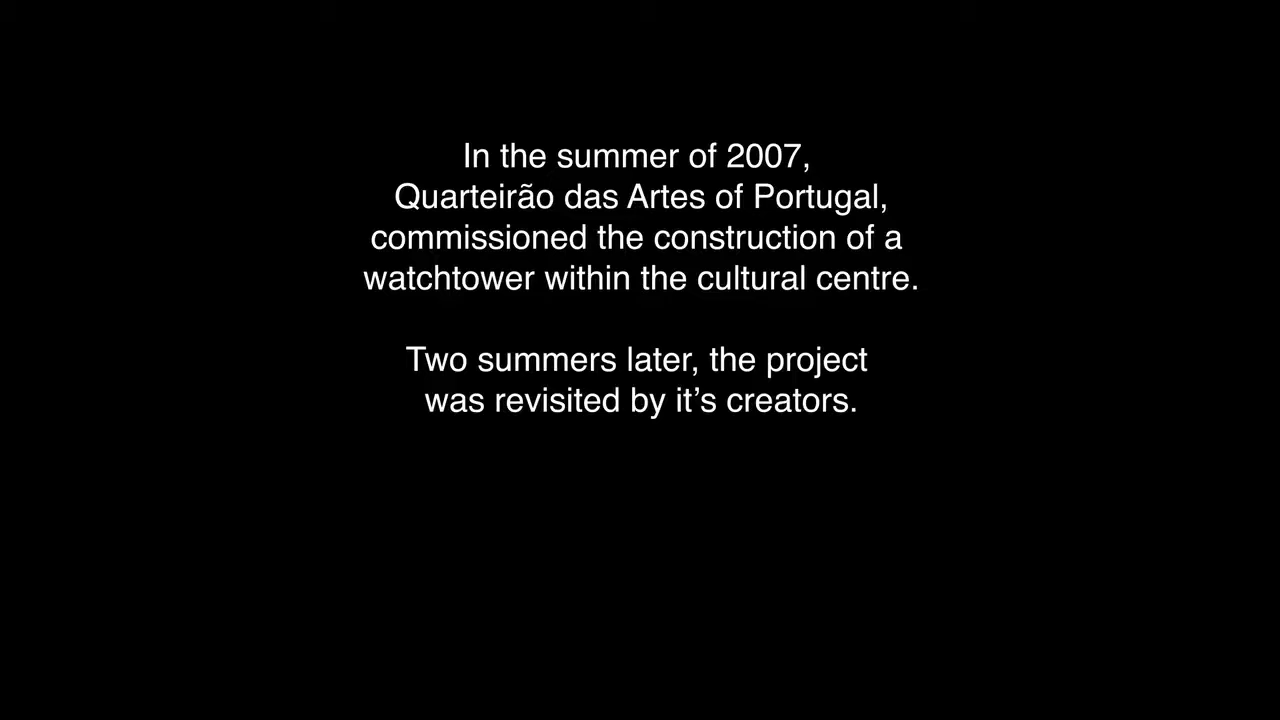 In the summer of 2007,
Quarteirão das Artes of Portugal,
commissioned the construction of a
watchtower within the cultural centre.
Two summers later, the project
was revisited by it’s creators.